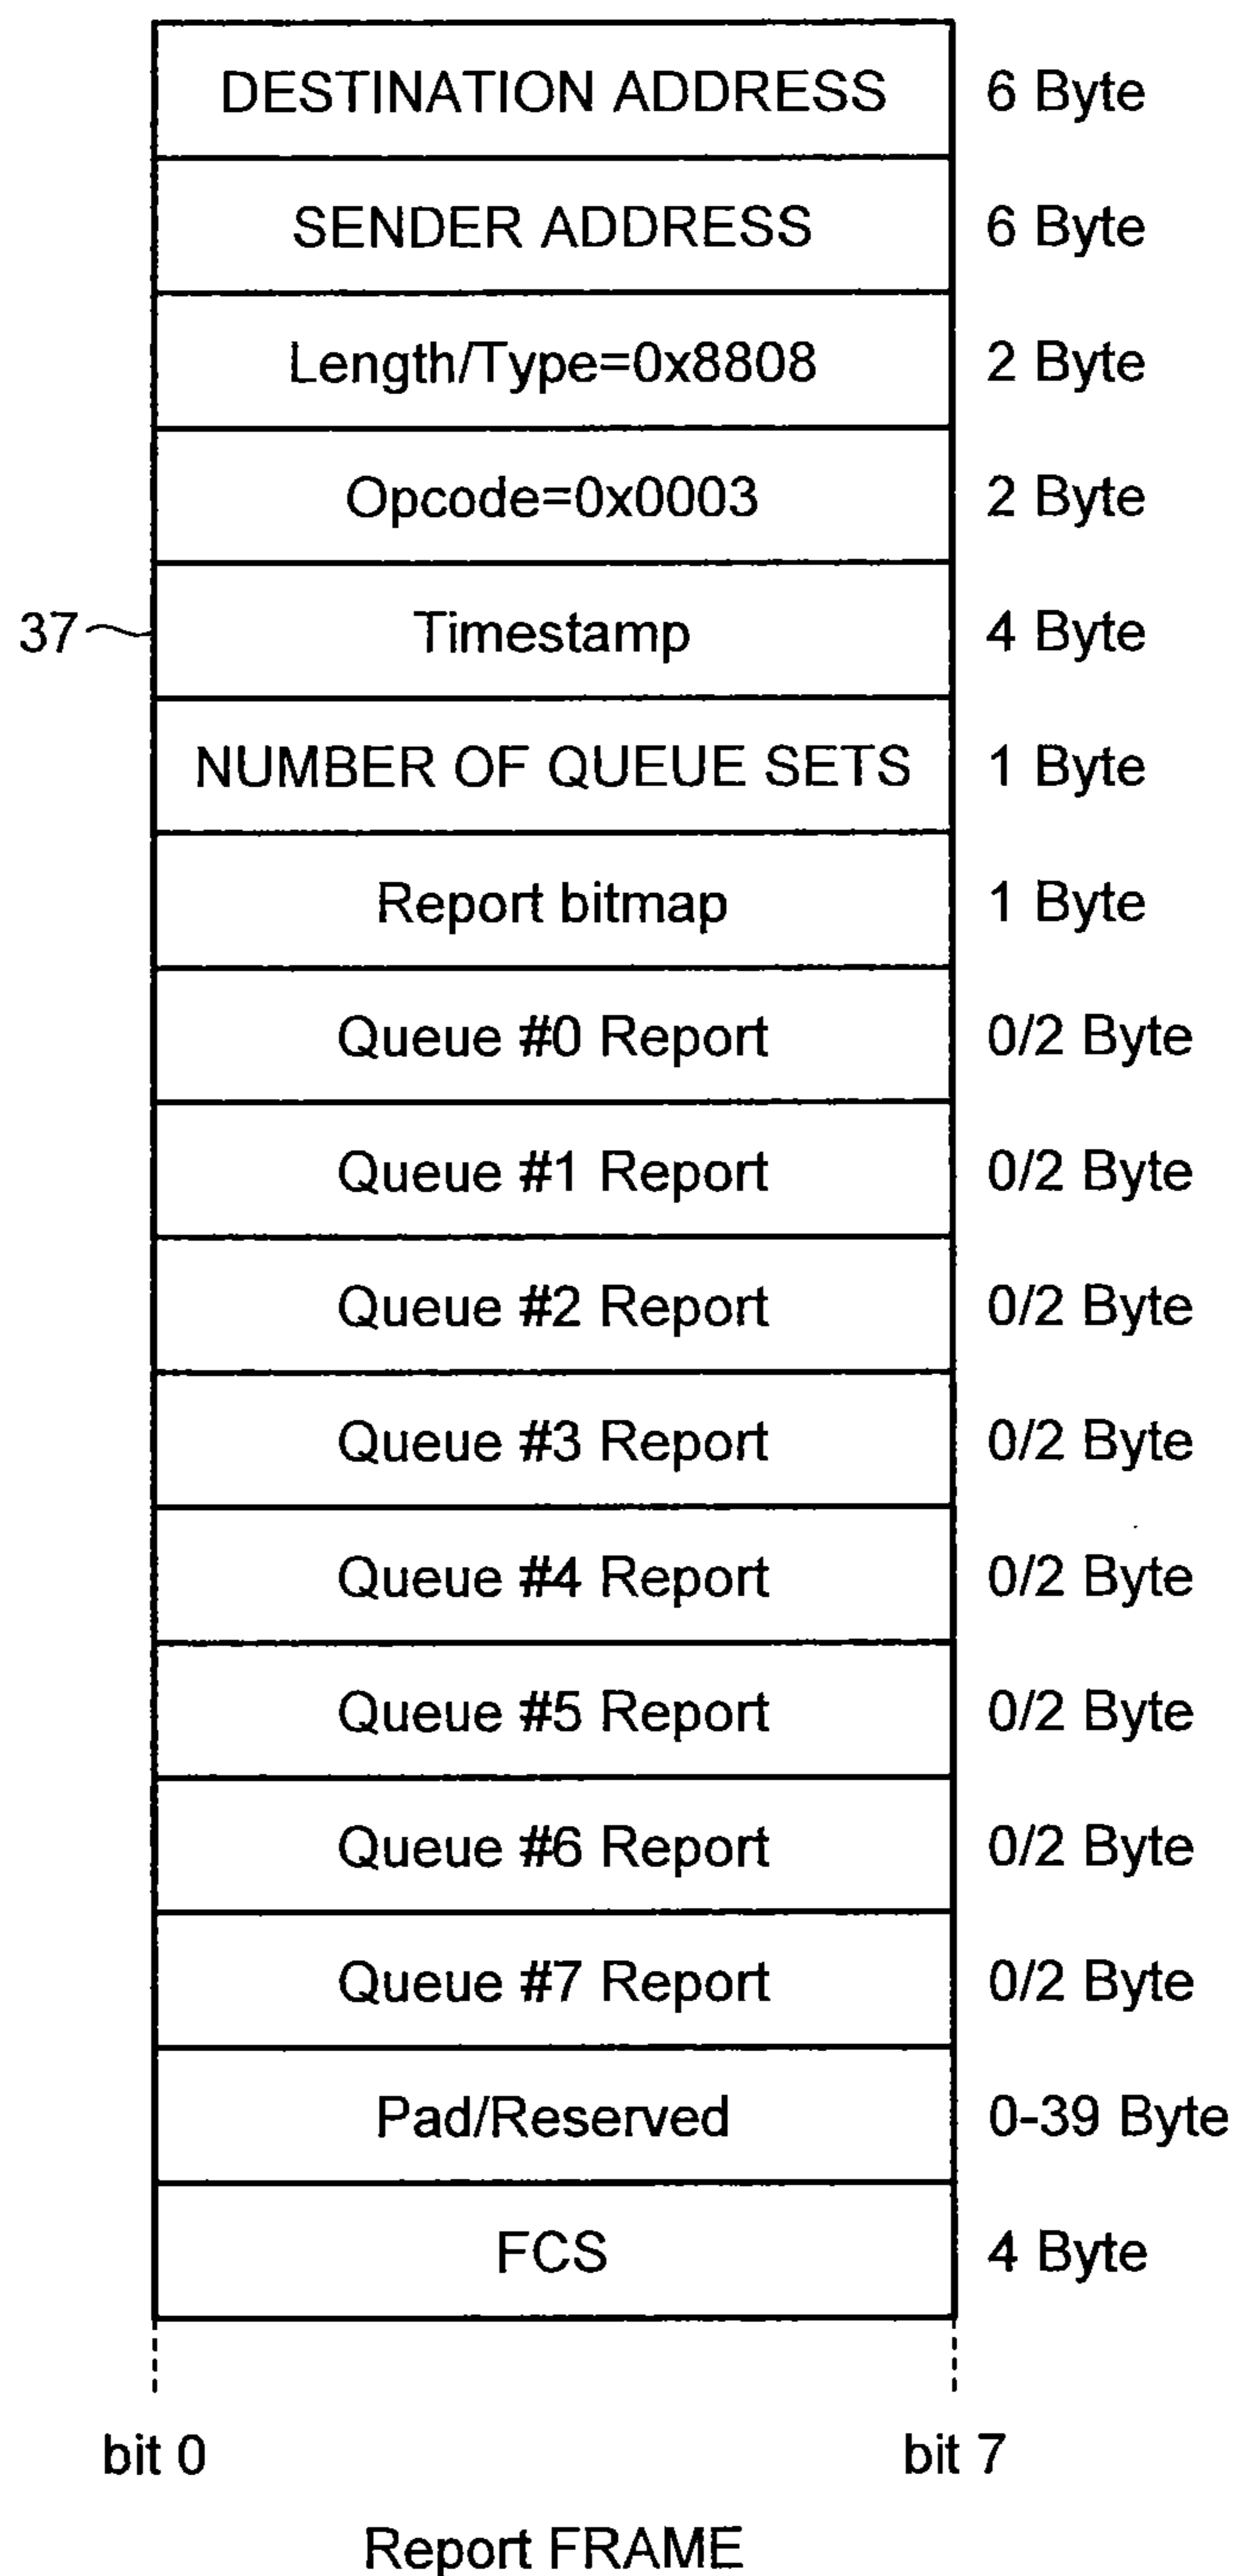 DESTINATION ADDRESS 6 Byte
SENDER ADDRESS 6 Byte
Length/Type=0x8808 2 Byte
Opcode=0x0003 2 Byte
37 Timestamp 4 Byte
NUMBER OF QUEUE SETS 1 Byte
Report bitmap 1 Byte
Queue #0 Report 0/2 Byte
Queue #1 Report 0/2 Byte
Queue #2 Report 0/2 Byte
Queue #3 Report 0/2 Byte
Queue #4 Report 0/2 Byte
Queue #5 Report 0/2 Byte
Queue #6 Report 0/2 Byte
Queue #7 Report 0/2 Byte
Pad/Reserved 0-39 Byte
FCS 4 Byte
bit 0 bit 7
Report FRAME